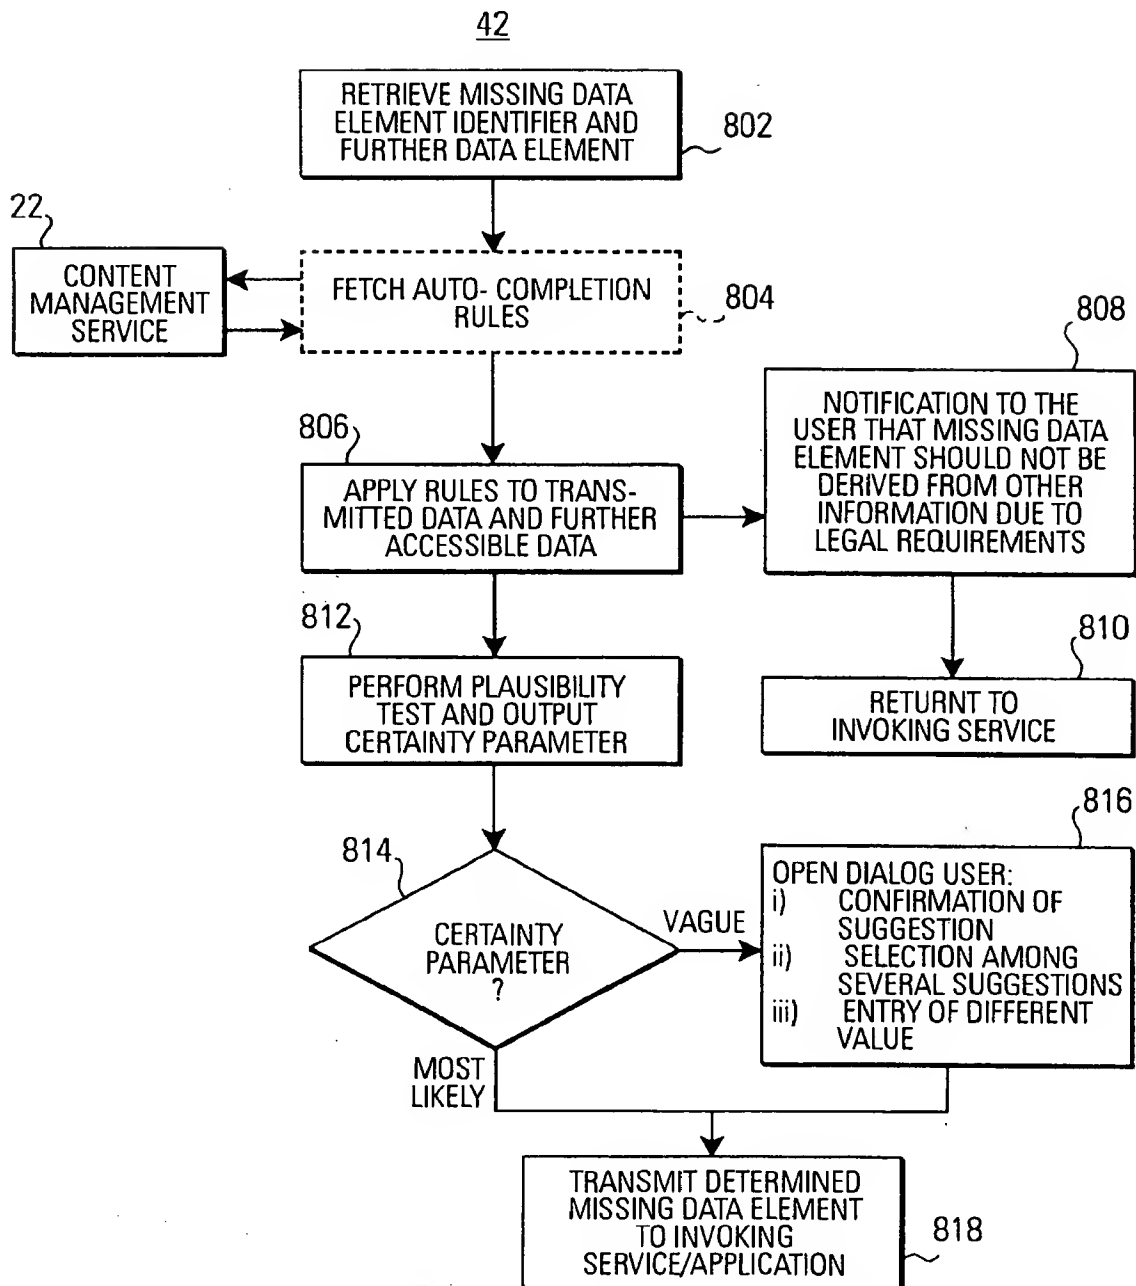 42
RETRIEVE MISSING DATA
ELEMENT IDENTIFIER AND
FURTHER DATA ELEMENT
802
22
CONTENT
MANAGEMENT
SERVICE
FETCH AUTO- COMPLETION
RULES
804
808
NOTIFICATION TO THE
USER THAT MISSING DATA
ELEMENT SHOULD NOT BE
DERIVED FROM OTHER
INFORMATION DUE TO
LEGAL REQUIREMENTS
806
APPLY RULES TO TRANS-
MITTED DATA AND FURTHER
ACCESSIBLE DATA
812
PERFORM PLAUSIBILITY
TEST AND OUTPUT
CERTAINTY PARAMETER
810
RETURNT TO
INVOKING SERVICE
814
CERTAINTY
PARAMETER
?
VAGUE
MOST
LIKELY
816
OPEN DIALOG USER:
i) CONFIRMATION OF
SUGGESTION
ii) SELECTION AMONG
SEVERAL SUGGESTIONS
iii) ENTRY OF DIFFERENT
VALUE
TRANSMIT DETERMINED
MISSING DATA ELEMENT
TO INVOKING
SERVICE/APPLICATION
818